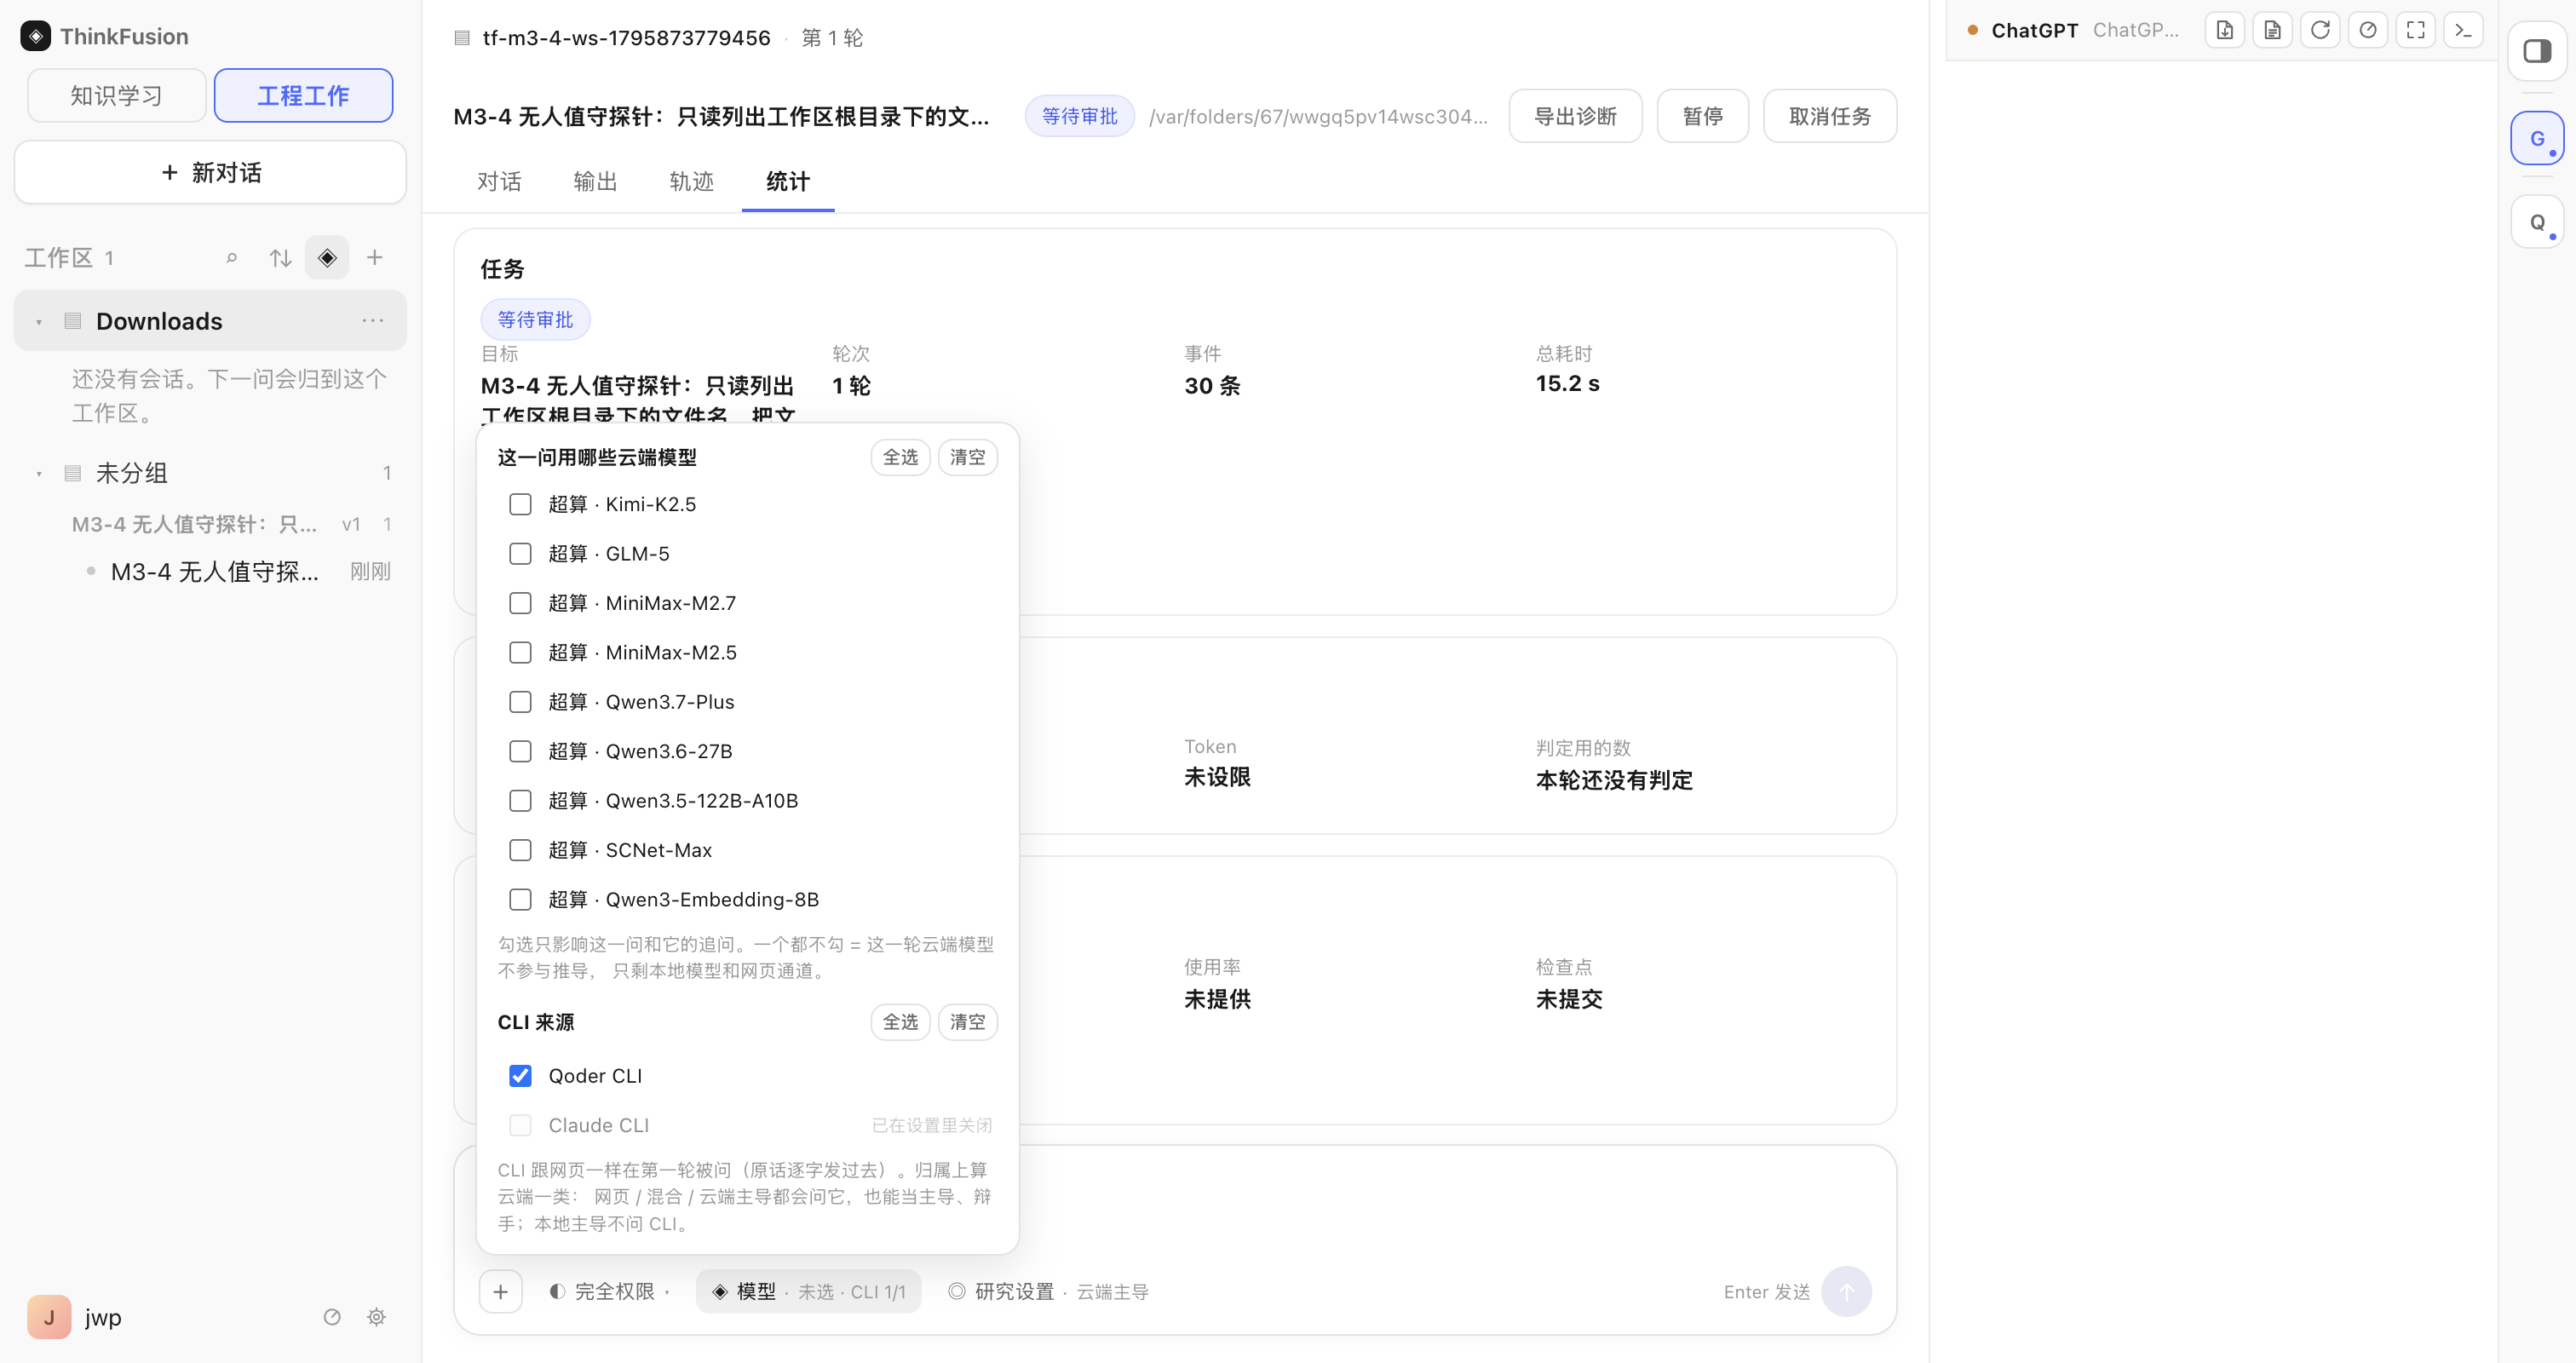 ThinkFusion
知识学习
工程工作
+ 新对话
工作区 1
Downloads
还没有会话。下一问会归到这个
工作区。
未分组 1
M3-4 无人值守探针：只... v1 1
M3-4 无人值守探... 刚刚
J jwp
tf-m3-4-ws-1795873779456 · 第 1 轮
M3-4 无人值守探针：只读列出工作区根目录下的文...
等待审批
/var/folders/67/wwgq5pv14wsc304...
导出诊断
暂停
取消任务
对话
输出
轨迹
统计
任务
等待审批
目标
M3-4 无人值守探针：只读列出
工作区根目录下的文件名，把文
轮次
1 轮
事件
30 条
总耗时
15.2 s
这一问用哪些云端模型
全选
清空
超算 · Kimi-K2.5
超算 · GLM-5
超算 · MiniMax-M2.7
超算 · MiniMax-M2.5
超算 · Qwen3.7-Plus
超算 · Qwen3.6-27B
超算 · Qwen3.5-122B-A10B
超算 · SCNet-Max
超算 · Qwen3-Embedding-8B
勾选只影响这一问和它的追问。一个都不勾 = 这一轮云端模型
不参与推导， 只剩本地模型和网页通道。
CLI 来源
全选
清空
Qoder CLI
Claude CLI 已在设置里关闭
CLI 跟网页一样在第一轮被问（原话逐字发过去）。归属上算
云端一类： 网页 / 混合 / 云端主导都会问它，也能当主导、辩
手；本地主导不问 CLI。
Token
未设限
判定用的数
本轮还没有判定
使用率
未提供
检查点
未提交
+
完全权限
模型 · 未选 · CLI 1/1
研究设置 · 云端主导
Enter 发送
ChatGPT ChatGP...
G
Q